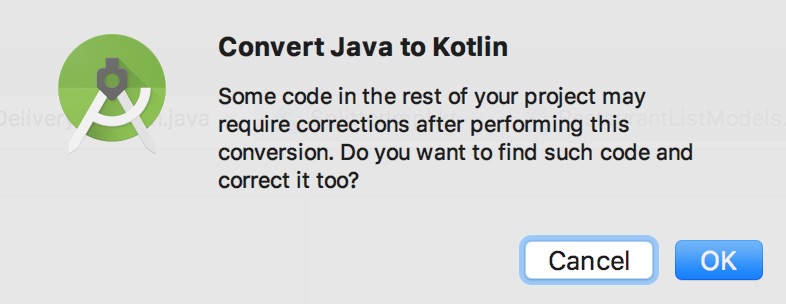 Convert Java to Kotlin
Some code in the rest of your project may
require corrections after performing this
conversion. Do you want to find such code and
correct it too?
Cancel
OK